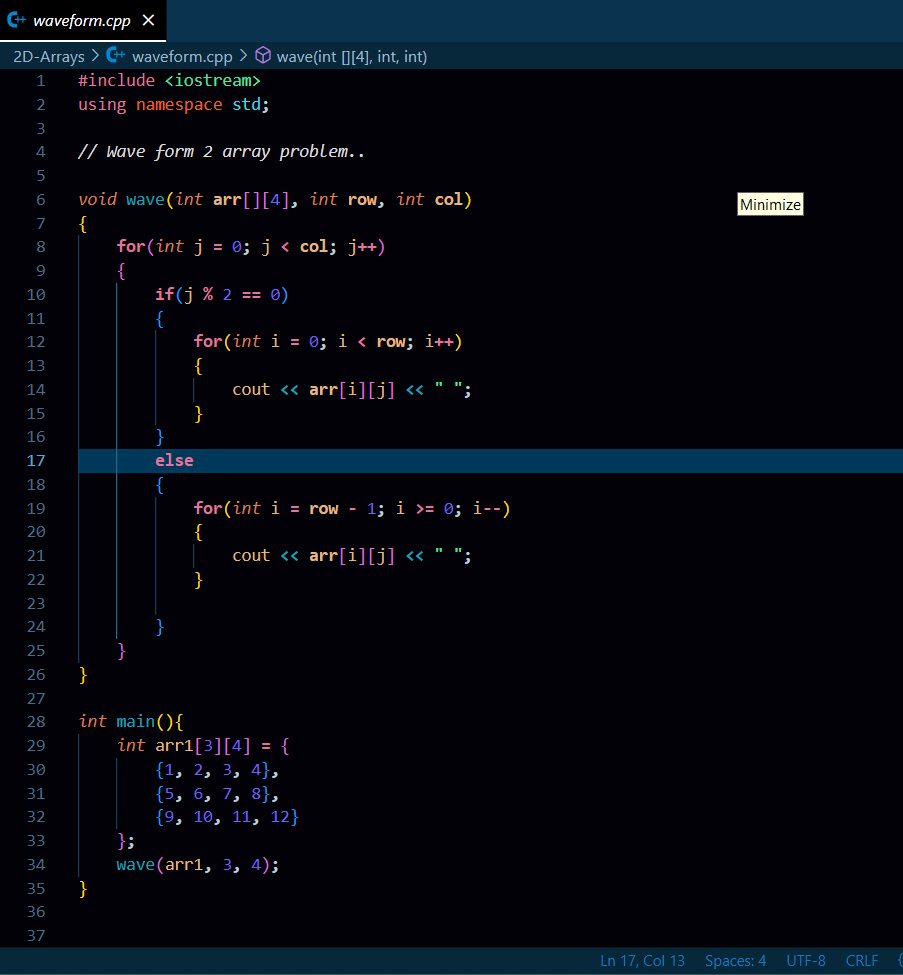 waveform.cpp ×
2D-Arrays > waveform.cpp > wave(int [][4], int, int)
1 #include <iostream>
2 using namespace std;
3
4 // Wave form 2 array problem..
5
6 void wave(int arr[][4], int row, int col)
Minimize
7 {
8     for(int j = 0; j < col; j++)
9     {
10         if(j % 2 == 0)
11         {
12             for(int i = 0; i < row; i++)
13             {
14                 cout << arr[i][j] << " ";
15             }
16         }
17         else
18         {
19             for(int i = row - 1; i >= 0; i--)
20             {
21                 cout << arr[i][j] << " ";
22             }
23
24         }
25     }
26 }
27
28 int main(){
29     int arr1[3][4] = {
30         {1, 2, 3, 4},
31         {5, 6, 7, 8},
32         {9, 10, 11, 12}
33     };
34     wave(arr1, 3, 4);
35 }
36
37
Ln 17, Col 13 Spaces: 4 UTF-8 CRLF {